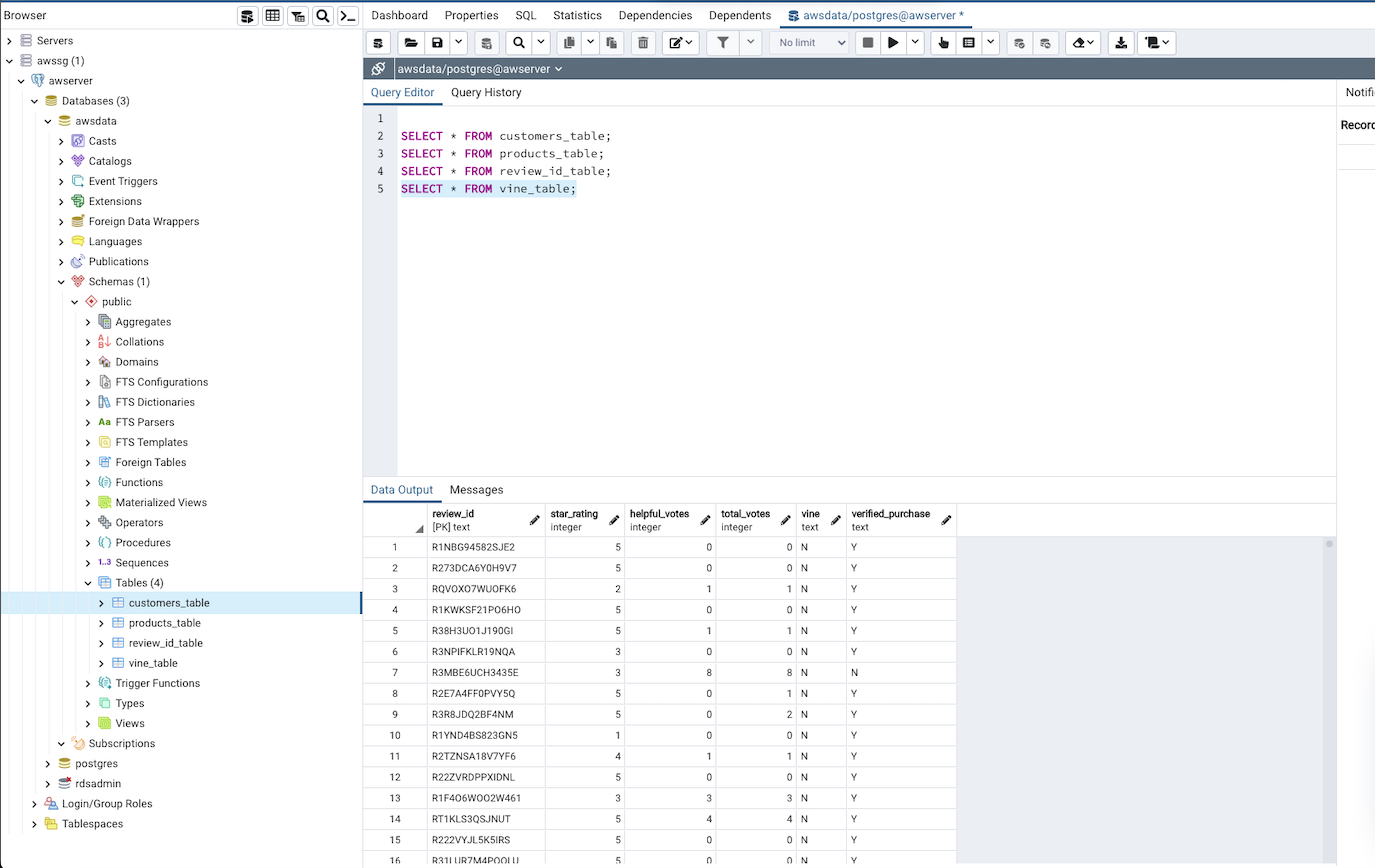 Browser
Servers
awssg (1)
awserver
Databases (3)
awsdata
Casts
Catalogs
Event Triggers
Extensions
Foreign Data Wrappers
Languages
Publications
Schemas (1)
public
Aggregates
Collations
Domains
FTS Configurations
FTS Dictionaries
Aa FTS Parsers
FTS Templates
Foreign Tables
Functions
Materialized Views
Operators
Procedures
1..3 Sequences
Tables (4)
customers_table
products_table
review_id_table
vine_table
Trigger Functions
Types
Views
Subscriptions
postgres
rdsadmin
Login/Group Roles
Tablespaces
Dashboard Properties SQL Statistics Dependencies Dependents awsdata/postgres@awserver *
No limit
awsdata/postgres@awserver
Query Editor Query History
Notifi
Recor
1
2 SELECT * FROM customers_table;
3 SELECT * FROM products_table;
4 SELECT * FROM review_id_table;
5 SELECT * FROM vine_table;
Data Output Messages
review_id star_rating helpful_votes total_votes vine verified_purchase
[PK] text integer integer integer text text
1 R1NBG94582SJE2 5 0 0 N Y
2 R273DCA6Y0H9V7 5 0 0 N Y
3 RQVOXO7WUOFK6 2 1 1 N Y
4 R1KWKSF21PO6HO 5 0 0 N Y
5 R38H3UO1J190GI 5 1 1 N Y
6 R3NPIFKLR19NQA 3 0 0 N Y
7 R3MBE6UCH3435E 3 8 8 N N
8 R2E7A4FF0PVY5Q 5 0 1 N Y
9 R3R8JDQ2BF4NM 5 0 2 N Y
10 R1YND4BS823GN5 1 0 0 N Y
11 R2TZNSA18V7YF6 4 1 1 N Y
12 R22ZVRDPPXIDNL 5 0 0 N Y
13 R1F4O6WOO2W461 3 3 3 N Y
14 RT1KLS3QSJNUT 5 4 4 N Y
15 R222VYJL5K5IRS 5 0 0 N Y
16 R31LUR7M4POOLU 5 0 0 N Y